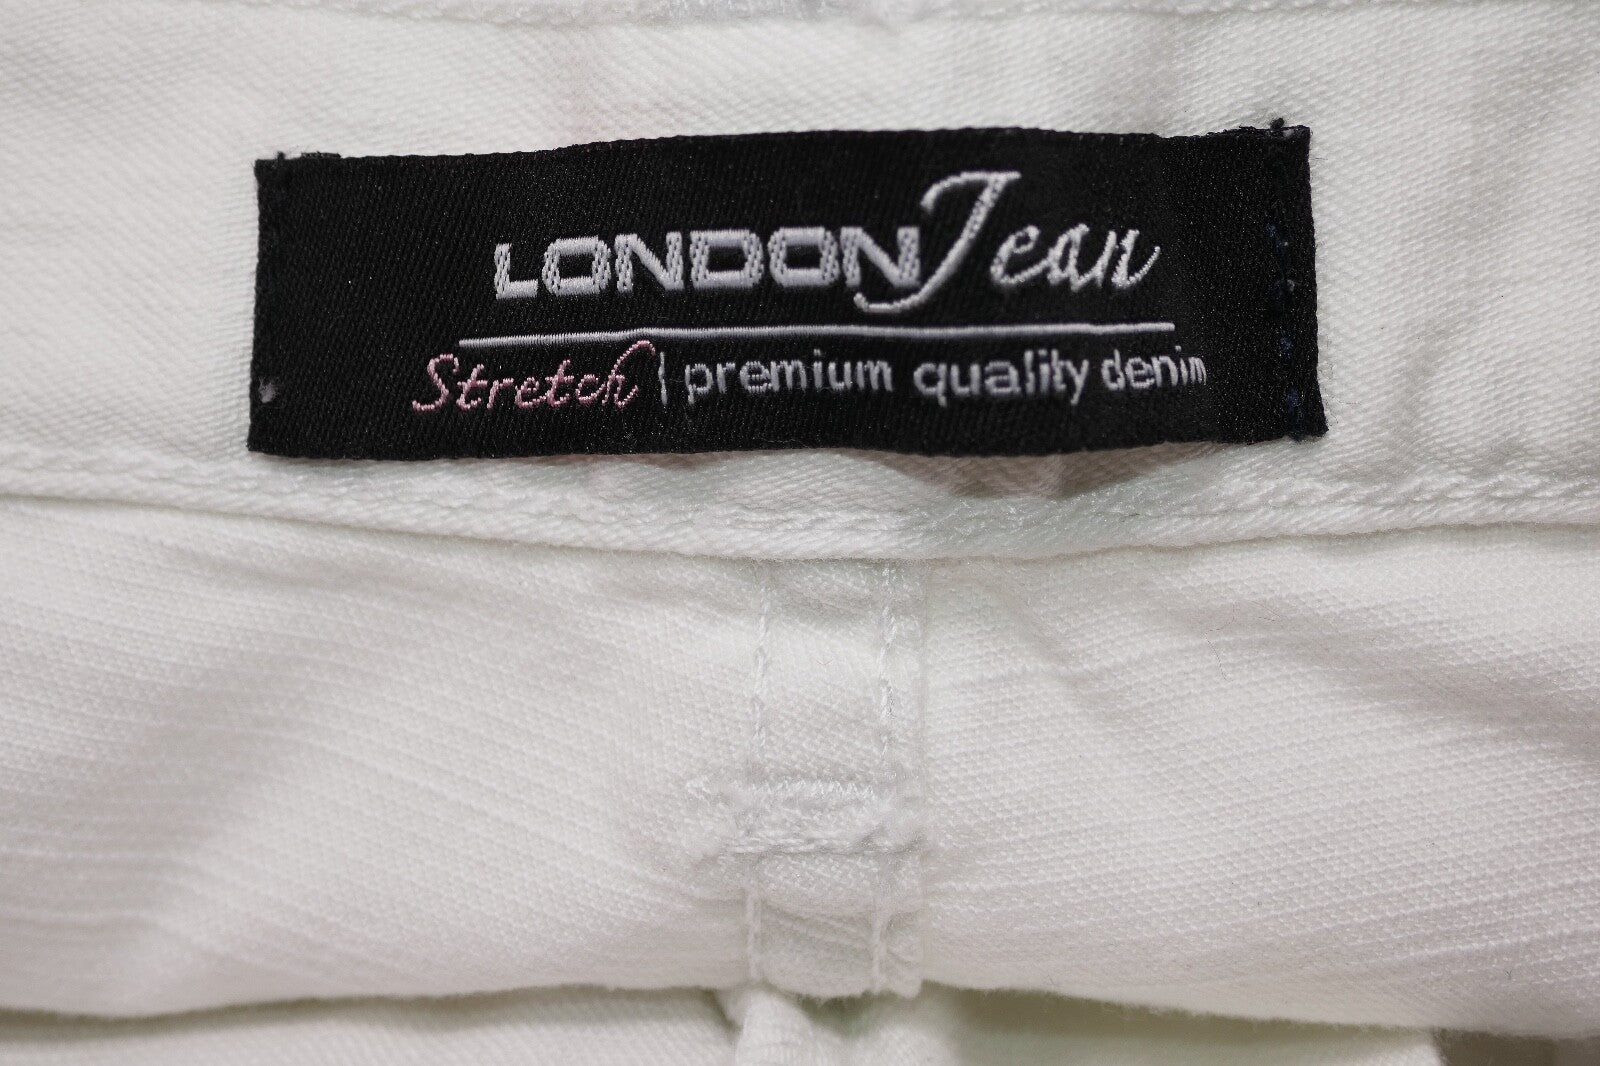 LONDON Jean
Stretch | premium quality denim